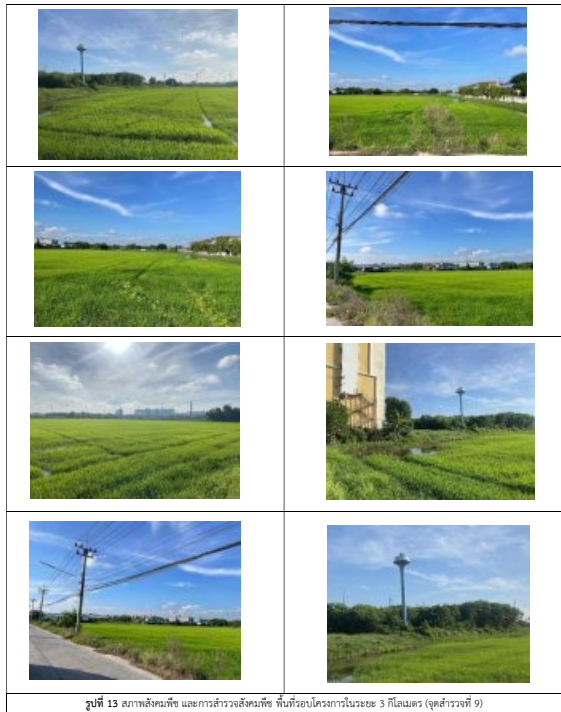 รูปที่ 13 สภาพสังคมพืช และการสำรวจสังคมพืช พื้นที่รอบโครงการในระยะ 3 กิโลเมตร (จุดสำรวจที่ 9)